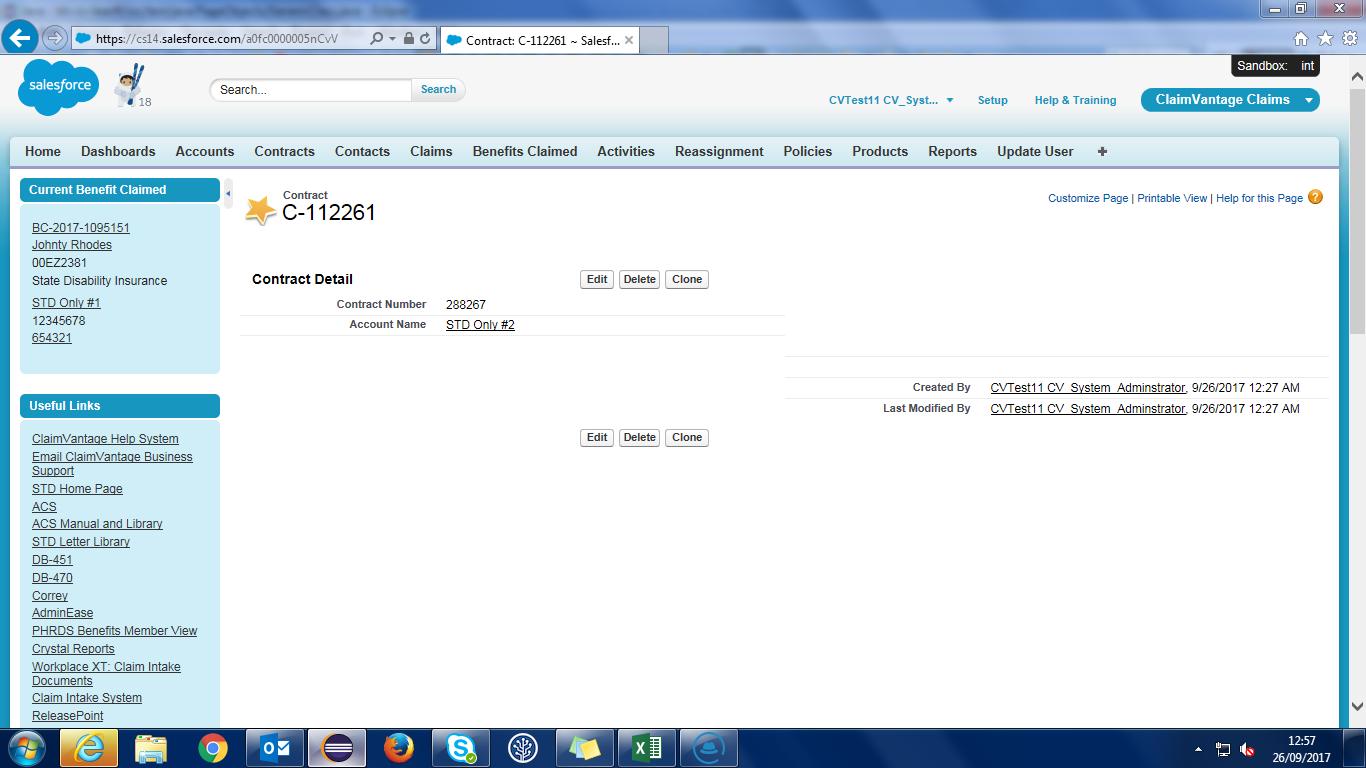 https://cs14.salesforce.com/a0fc0000005nCvV
Contract: C-112261 ~ Salesf...
Sandbox: int
salesforce
18
Search...
Search
CVTest11 CV_Syst...
Setup
Help & Training
ClaimVantage Claims
Home Dashboards Accounts Contracts Contacts Claims Benefits Claimed Activities Reassignment Policies Products Reports Update User +
Current Benefit Claimed
BC-2017-1095151
Johnty Rhodes
00EZ2381
State Disability Insurance
STD Only #1
12345678
654321
Useful Links
ClaimVantage Help System
Email ClaimVantage Business
Support
STD Home Page
ACS
ACS Manual and Library
STD Letter Library
DB-451
DB-470
Correy
AdminEase
PHRDS Benefits Member View
Crystal Reports
Workplace XT: Claim Intake
Documents
Claim Intake System
ReleasePoint
Contract
C-112261
Customize Page | Printable View | Help for this Page ?
Contract Detail
Edit Delete Clone
Contract Number 288267
Account Name STD Only #2
Created By CVTest11 CV_System_Adminstrator, 9/26/2017 12:27 AM
Last Modified By CVTest11 CV_System_Adminstrator, 9/26/2017 12:27 AM
Edit Delete Clone
12:57
26/09/2017